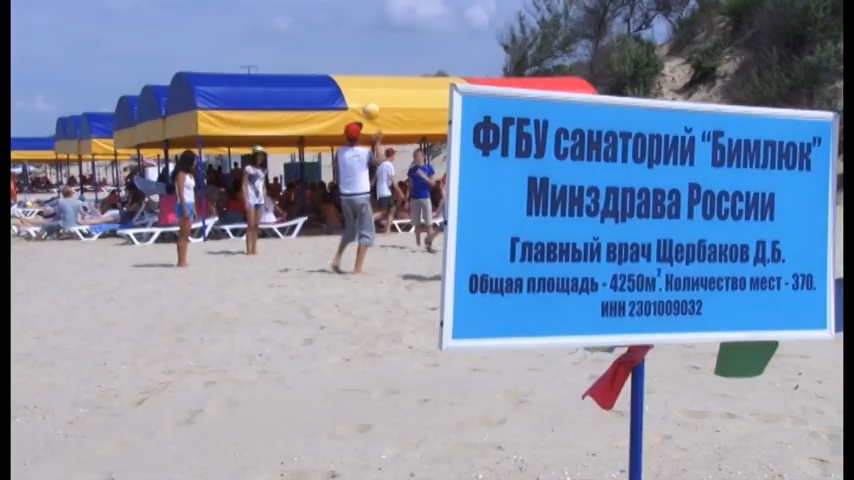 ФГБУ санаторий "Бимлюк"
Минздрава России
Главный врач Щербаков Д.Б.
Общая площадь - 4250м². Количество мест - 370.
ИНН 2301009032